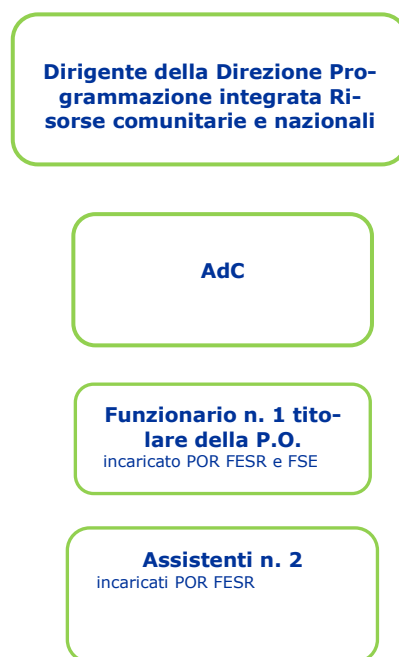 Dirigente della Direzione Pro-
grammazione integrata Ri-
sorse comunitarie e nazionali
AdC
Funzionario n. 1 tito-
lare della P.O.
incaricato POR FESR e FSE
Assistenti n. 2
incaricati POR FESR